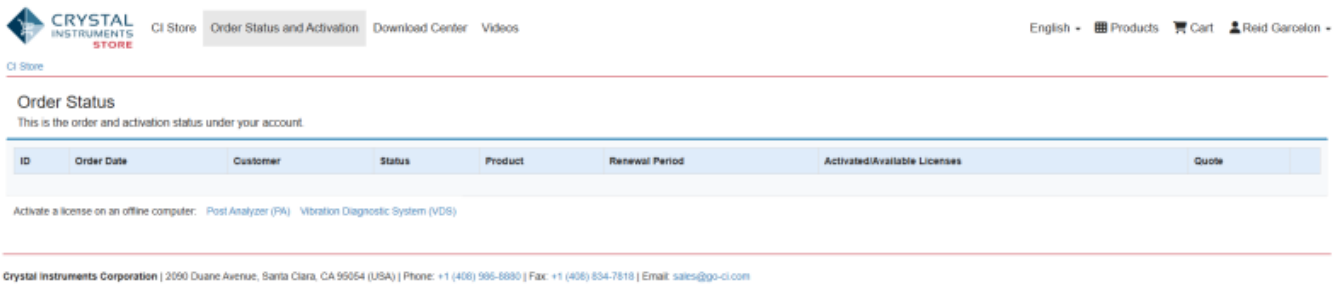 CRYSTAL
INSTRUMENTS
STORE
CI Store Order Status and Activation Download Center Videos English Products Cart Reid Garcelon
CI Store
Order Status
This is the order and activation status under your account.
ID Order Date Customer Status Product Renewal Period Activated/Available Licenses Quote
Activate a license on an offline computer: Post Analyzer (PA) Vibration Diagnostic System (VDS)
Crystal Instruments Corporation | 2090 Duane Avenue, Santa Clara, CA 95054 (USA) | Phone: +1 (408) 986-8880 | Fax: +1 (408) 834-7818 | Email: sales@go-ci.com